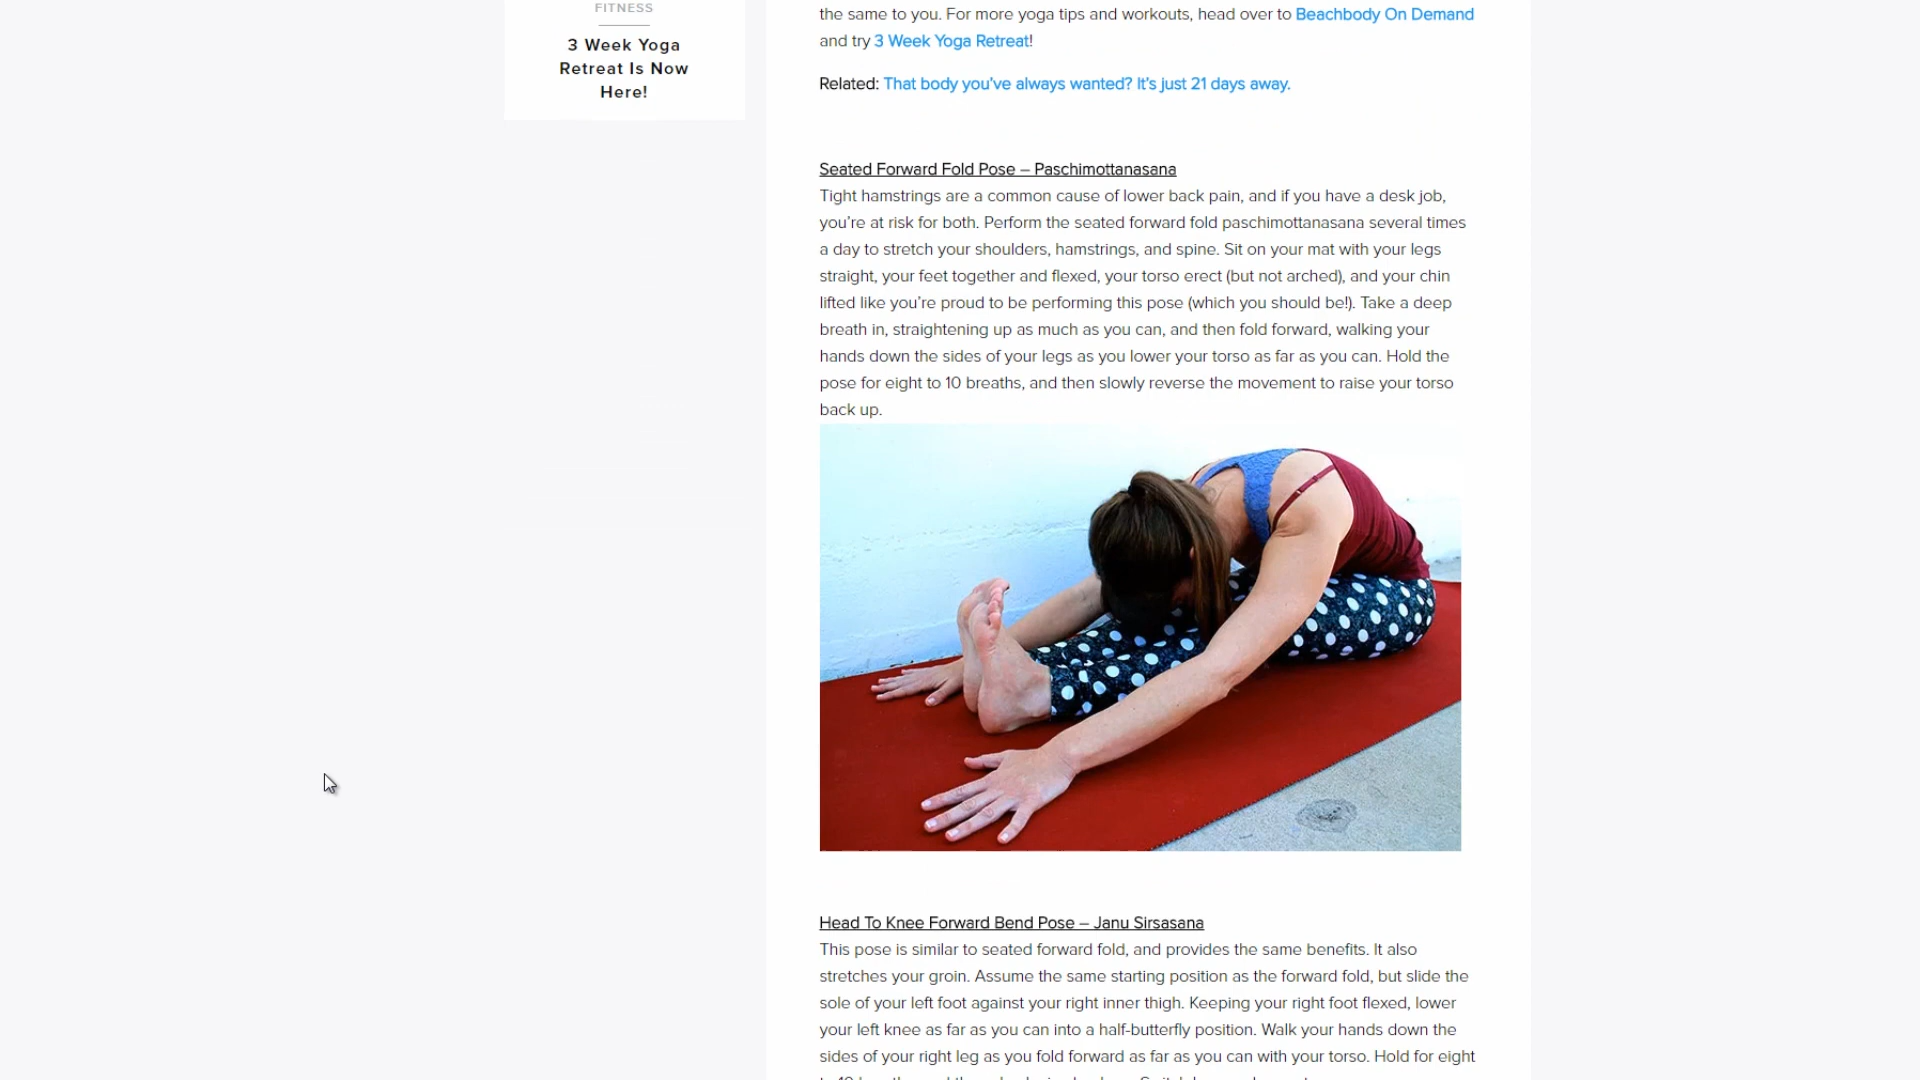 FITNESS
3 Week Yoga
Retreat Is Now
Here!
the same to you. For more yoga tips and workouts, head over to Beachbody On Demand
and try 3 Week Yoga Retreat!
Related: That body you’ve always wanted? It’s just 21 days away.
Seated Forward Fold Pose – Paschimottanasana
Tight hamstrings are a common cause of lower back pain, and if you have a desk job,
you’re at risk for both. Perform the seated forward fold paschimottanasana several times
a day to stretch your shoulders, hamstrings, and spine. Sit on your mat with your legs
straight, your feet together and flexed, your torso erect (but not arched), and your chin
lifted like you’re proud to be performing this pose (which you should be!). Take a deep
breath in, straightening up as much as you can, and then fold forward, walking your
hands down the sides of your legs as you lower your torso as far as you can. Hold the
pose for eight to 10 breaths, and then slowly reverse the movement to raise your torso
back up.
Head To Knee Forward Bend Pose – Janu Sirsasana
This pose is similar to seated forward fold, and provides the same benefits. It also
stretches your groin. Assume the same starting position as the forward fold, but slide the
sole of your left foot against your right inner thigh. Keeping your right foot flexed, lower
your left knee as far as you can into a half-butterfly position. Walk your hands down the
sides of your right leg as you fold forward as far as you can with your torso. Hold for eight